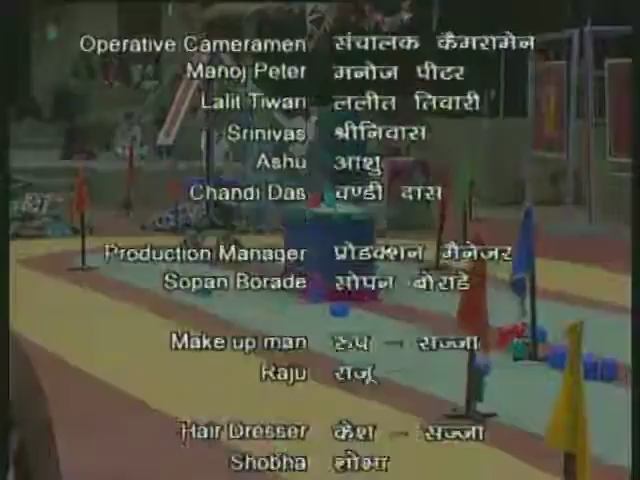 Operative Cameramen संचालक कैमरामेन
Manoj Peter मनोज पीटर
Lalit Tiwari ललीत तिवारी
Srinivas श्रीनिवास
Ashu आशु
Chandi Das चण्डी दास
Production Manager प्रोडक्शन मैनेजर
Sopan Borade सोपन बोराडे
Make up man रूप - सज्जा
Raju राजू
Hair Dresser केश - सज्जा
Shobha शोभा